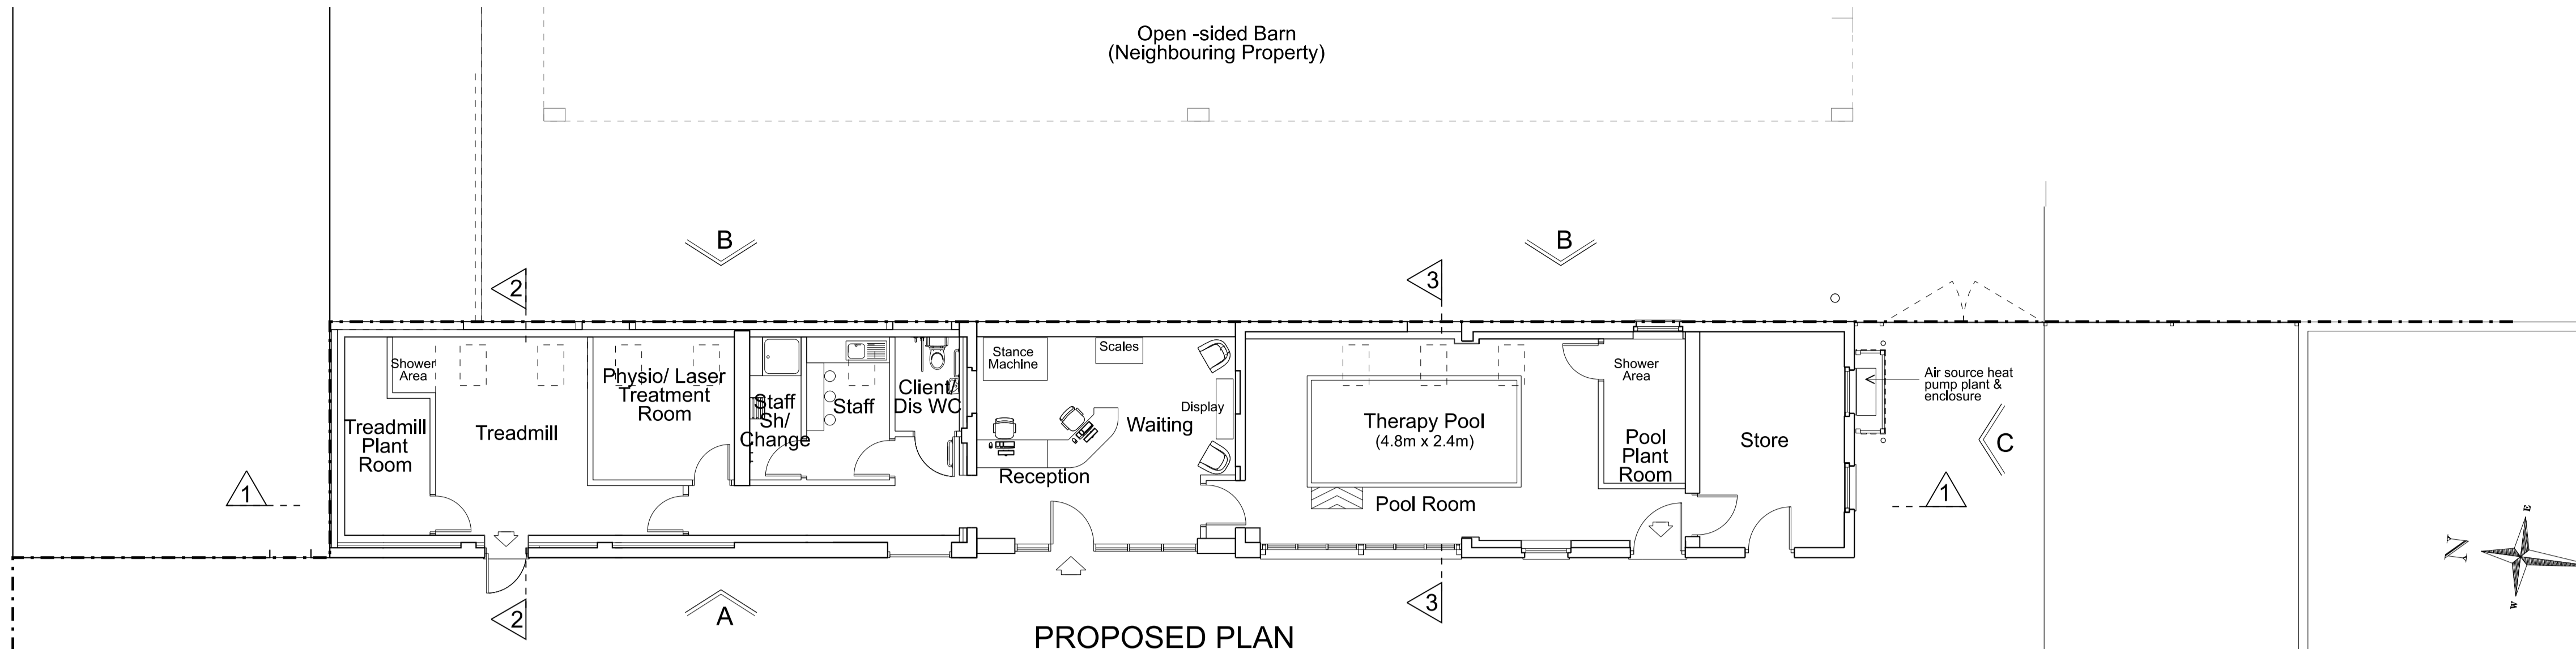 Open -sided Barn
(Neighbouring Property)
B
B
2
3
Shower
Area
Treadmill
Plant
Room
Treadmill
Physio/ Laser
Treatment
Room
Staff
Sh/
Change
Staff
Client/
Dis WC
Stance
Machine
Scales
Display
Waiting
Reception
Therapy Pool
(4.8m x 2.4m)
Pool Room
Shower
Area
Pool
Plant
Room
Store
Air source heat
pump plant &
enclosure
C
1
1
2
A
3
N
E
W
PROPOSED PLAN